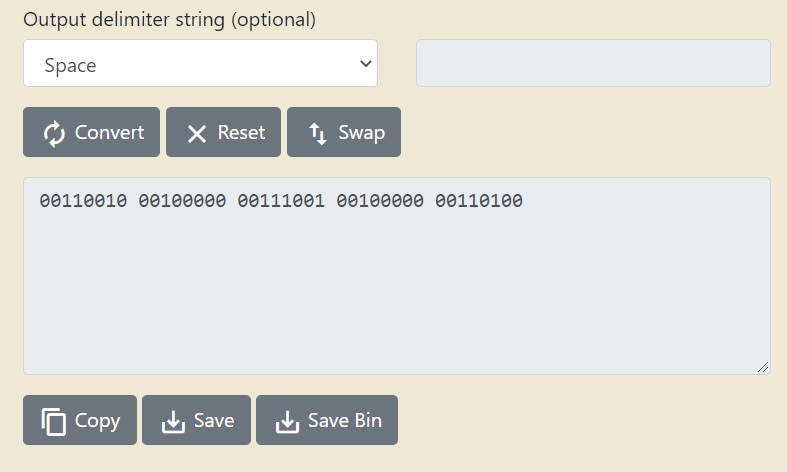 Output delimiter string (optional)
Space
Convert Reset Swap
00110010 00100000 00111001 00100000 00110100
Copy Save Save Bin